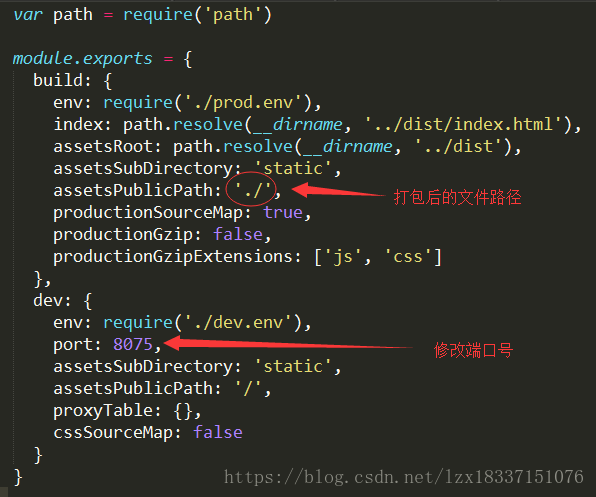 var path = require('path')
module.exports = {
build: {
env: require('./prod.env'),
index: path.resolve(__dirname, '../dist/index.html'),
assetsRoot: path.resolve(__dirname, '../dist'),
assetsSubDirectory: 'static',
assetsPublicPath: './', 打包后的文件路径
productionSourceMap: true,
productionGzip: false,
productionGzipExtensions: ['js', 'css']
},
dev: {
env: require('./dev.env'),
port: 8075, 修改端口号
assetsSubDirectory: 'static',
assetsPublicPath: '/',
proxyTable: {},
cssSourceMap: false
}
}
https://blog.csdn.net/lzx18337151076